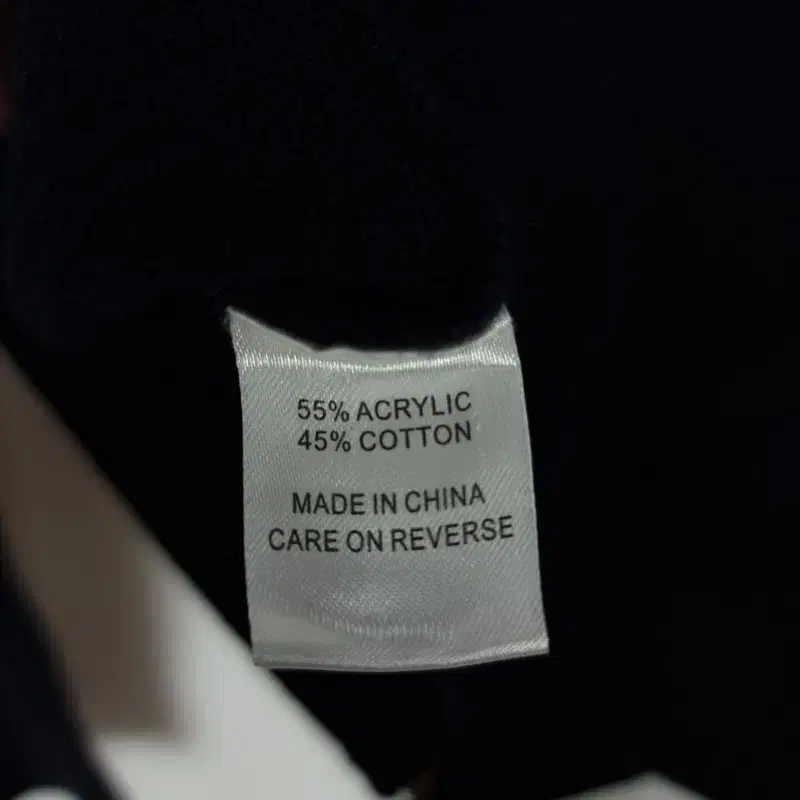 55% ACRYLIC
45% COTTON
MADE IN CHINA
CARE ON REVERSE